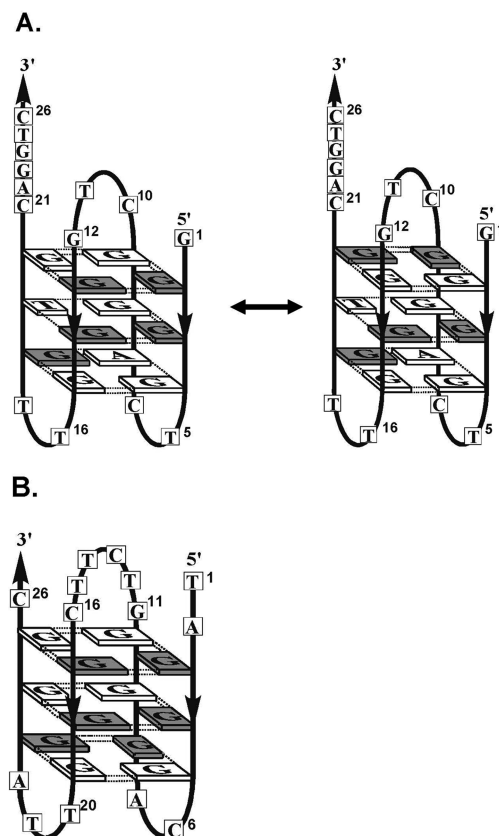 A.
3' 3'
C 26 C 26
T T
G G
G T C 10 G T C 10
A A
C 21 5' C 21 5'
G 12 G 1 G 12 G 1
G G G G
G G G G
T G T G
G G G G
G A G A
G G G G
T C T C
T 16 T 5 T 16 T 5
B.
3' T C T 5'
C 26 T T T 1
C 16 G 11 A
G G
G G
G G
G G
G G
G G
A T 20 A
T C 6